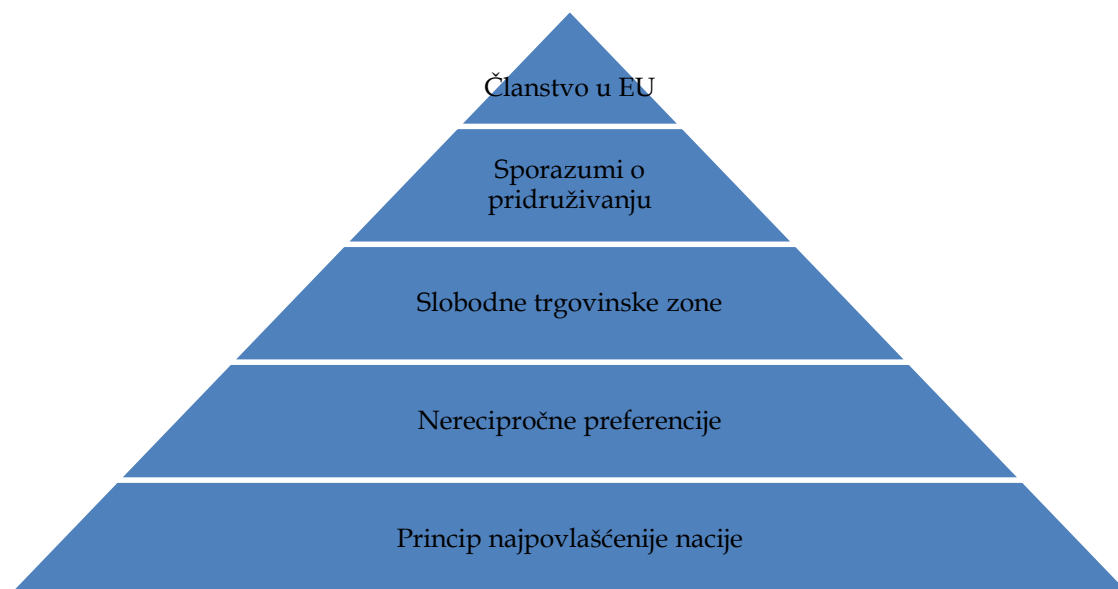 Članstvo u EU
Sporazumi o
pridruživanju
Slobodne trgovinske zone
Nerecipročne preferencije
Princip najpovlašćenije nacije